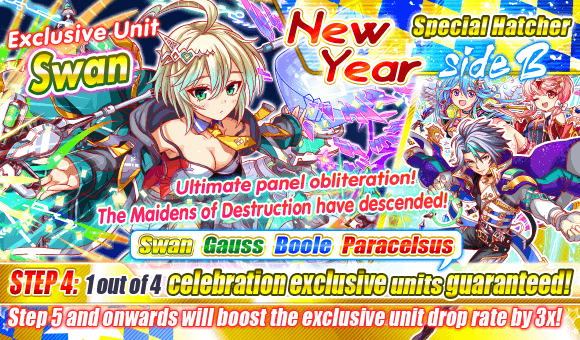 Exclusive Unit
Swan
New
Year
Special Hatcher
side B
Ultimate panel obliteration!
The Maidens of Destruction have descended!
Swan Gauss Boole Paracelsus
STEP 4: 1 out of 4 celebration exclusive units guaranteed!
Step 5 and onwards will boost the exclusive unit drop rate by 3x!